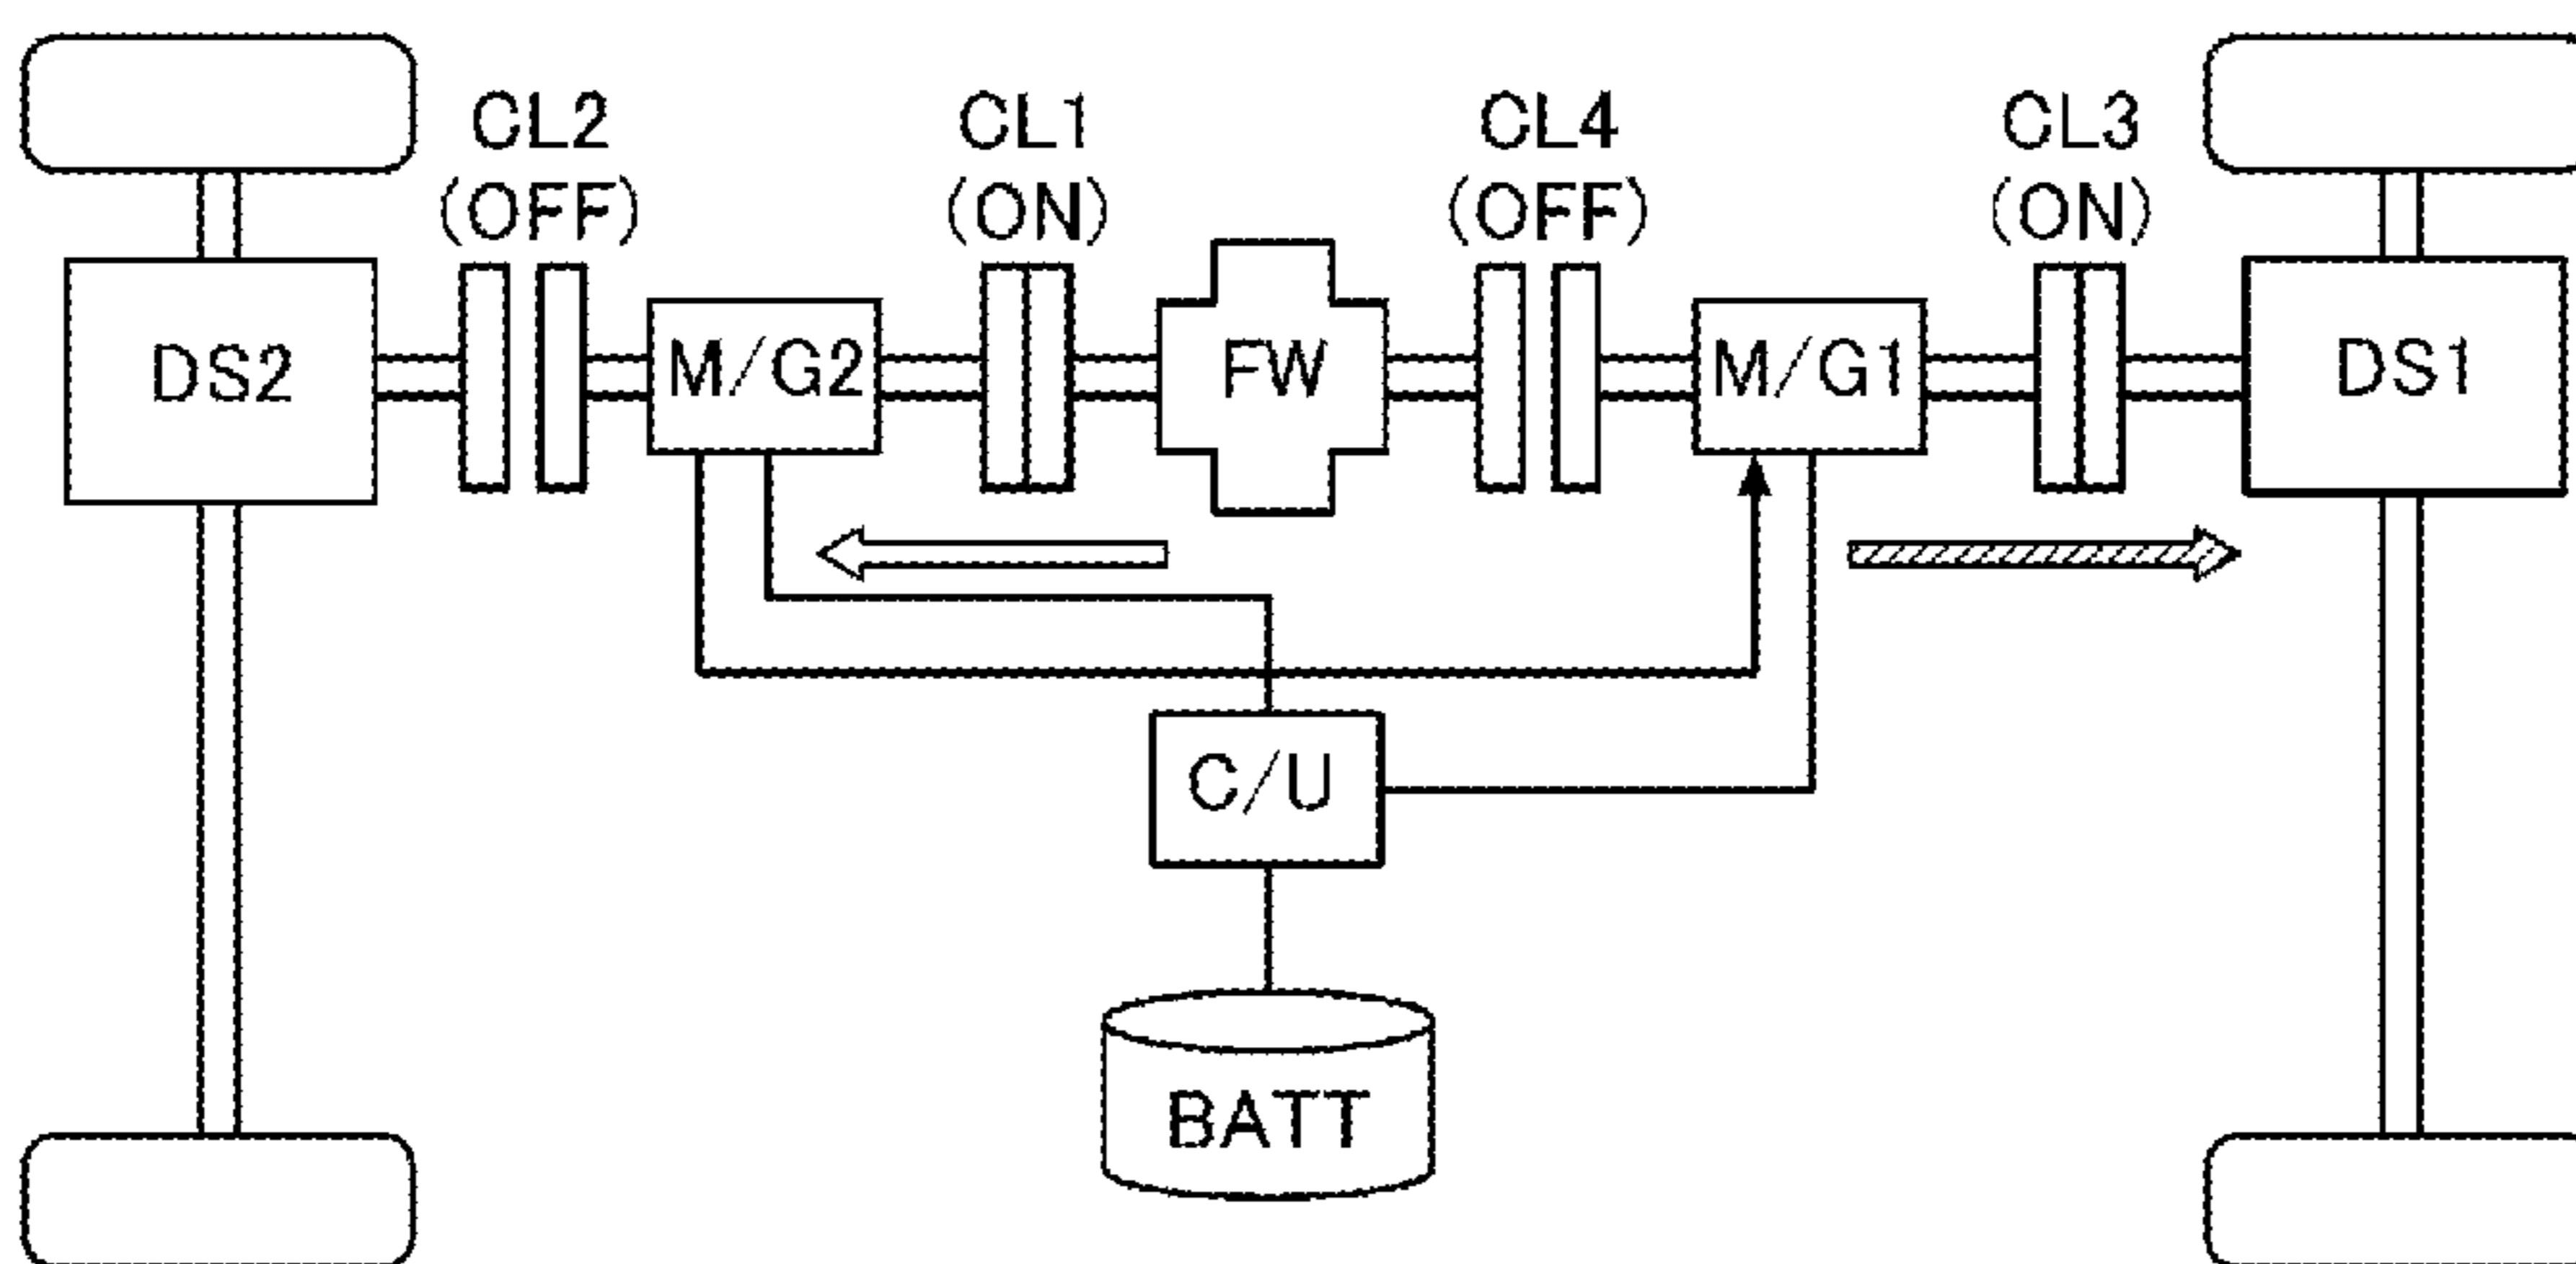 CL2
(OFF)
CL1
(ON)
CL4
(OFF)
CL3
(ON)
DS2
M/G2
FW
M/G1
DS1
C/U
BATT